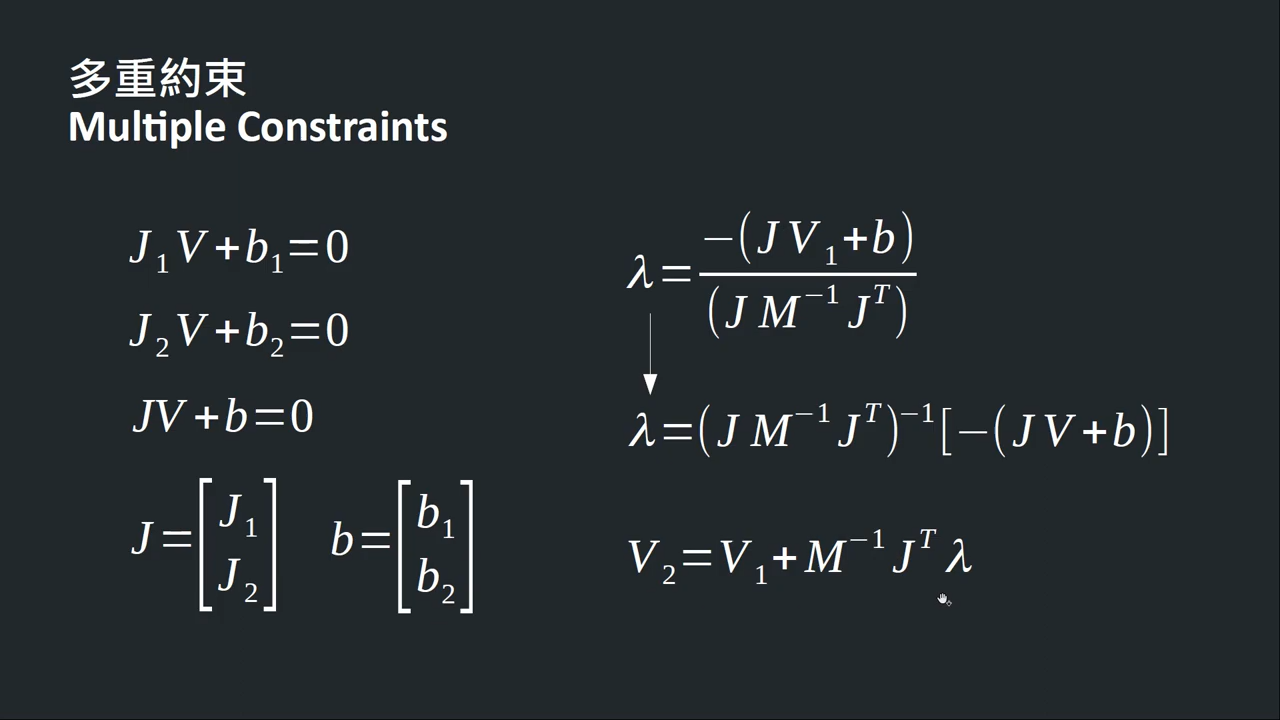 多重約束
Multiple Constraints
J₁V+b₁=0
J₂V+b₂=0
JV+b=0
J=[J₁ J₂] b=[b₁ b₂]
λ=−(JV₁+b)/(JM⁻¹Jᵀ)
λ=(JM⁻¹Jᵀ)⁻¹[−(JV+b)]
V₂=V₁+M⁻¹Jᵀλ